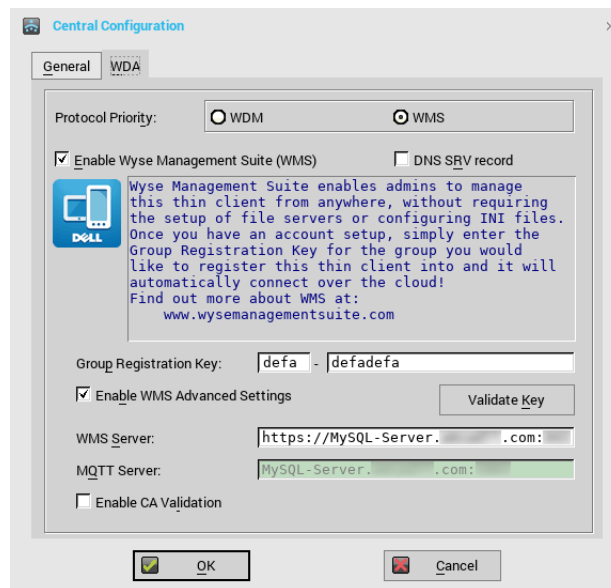 Central Configuration
General WDA
Protocol Priority: WDM WMS
Enable Wyse Management Suite (WMS) DNS SRV record
DELL
Wyse Management Suite enables admins to manage
this thin client from anywhere, without requiring
the setup of file servers or configuring INI files.
Once you have an account setup, simply enter the
Group Registration Key for the group you would
like to register this thin client into and it will
automatically connect over the cloud!
Find out more about WMS at:
www.wysemanagementsuite.com
Group Registration Key: defa - defadefa
Enable WMS Advanced Settings Validate Key
WMS Server: https://MySQL-Server. .com:
MQTT Server: MySQL-Server. .com:
Enable CA Validation
OK Cancel